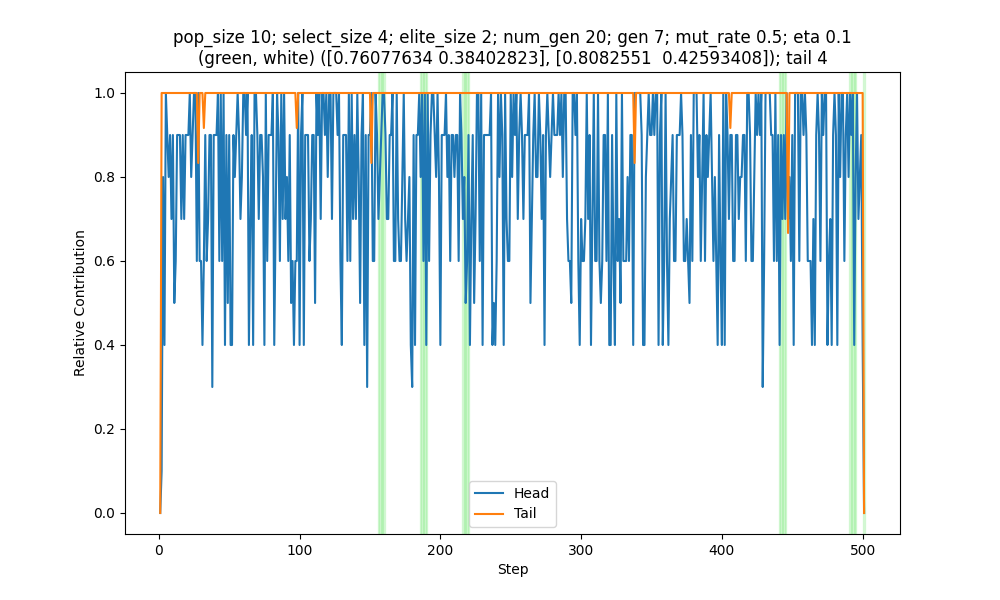 pop_size 10; select_size 4; elite_size 2; num_gen 20; gen 7; mut_rate 0.5; eta 0.1
(green, white) ([0.76077634 0.38402823], [0.8082551  0.42593408]); tail 4
Relative Contribution
1.0
0.8
0.6
0.4
0.2
0.0
Head
Tail
0
100
200
300
400
500
Step